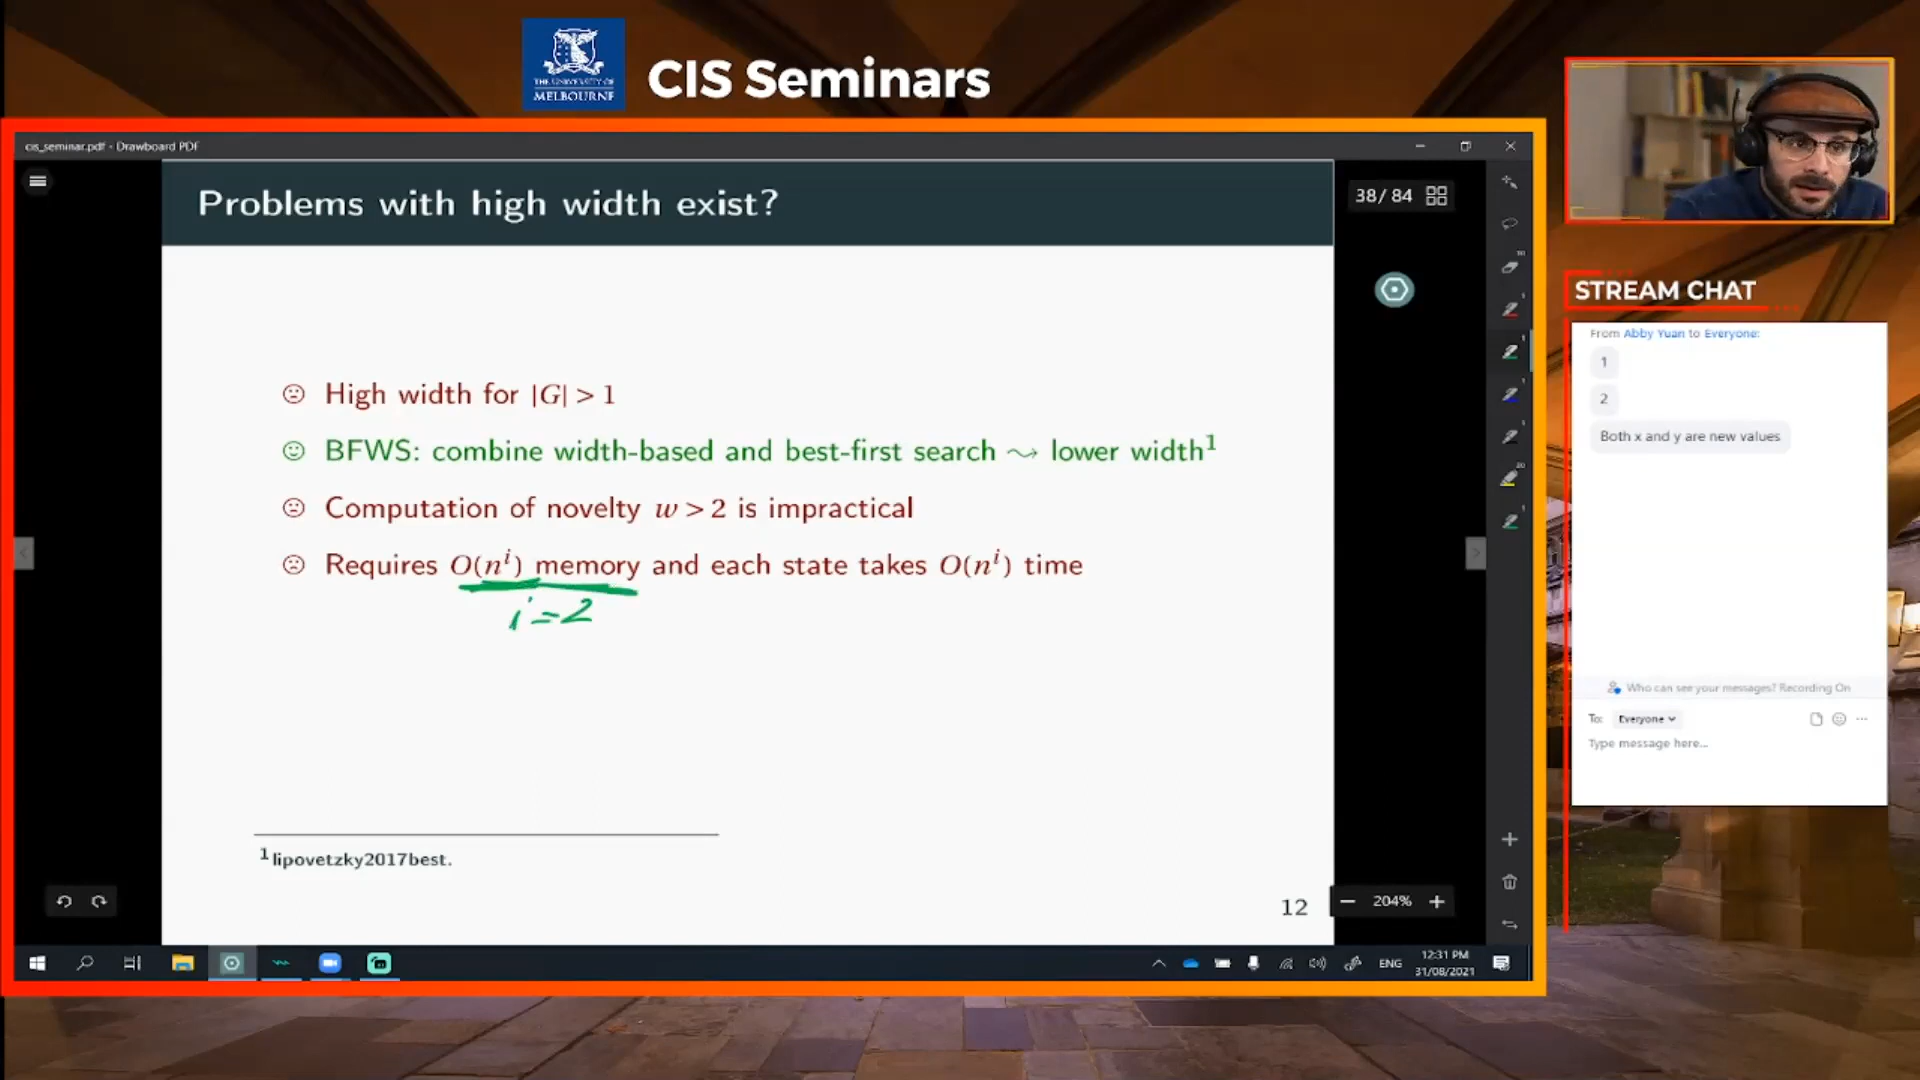 THE UNIVERSITY OF
MELBOURNE
CIS Seminars
cis_seminar.pdf - Drawboard PDF
Problems with high width exist?
38/ 84
☹ High width for |G| > 1
☺ BFWS: combine width-based and best-first search ⤳ lower width¹
☹ Computation of novelty w > 2 is impractical
☹ Requires O(nⁱ) memory and each state takes O(nⁱ) time
i=2
¹lipovetzky2017best.
12
204%
ENG
12:31 PM
31/08/2021
STREAM CHAT
From Abby Yuan to Everyone:
1
2
Both x and y are new values
Who can see your messages? Recording On
To: Everyone
Type message here...